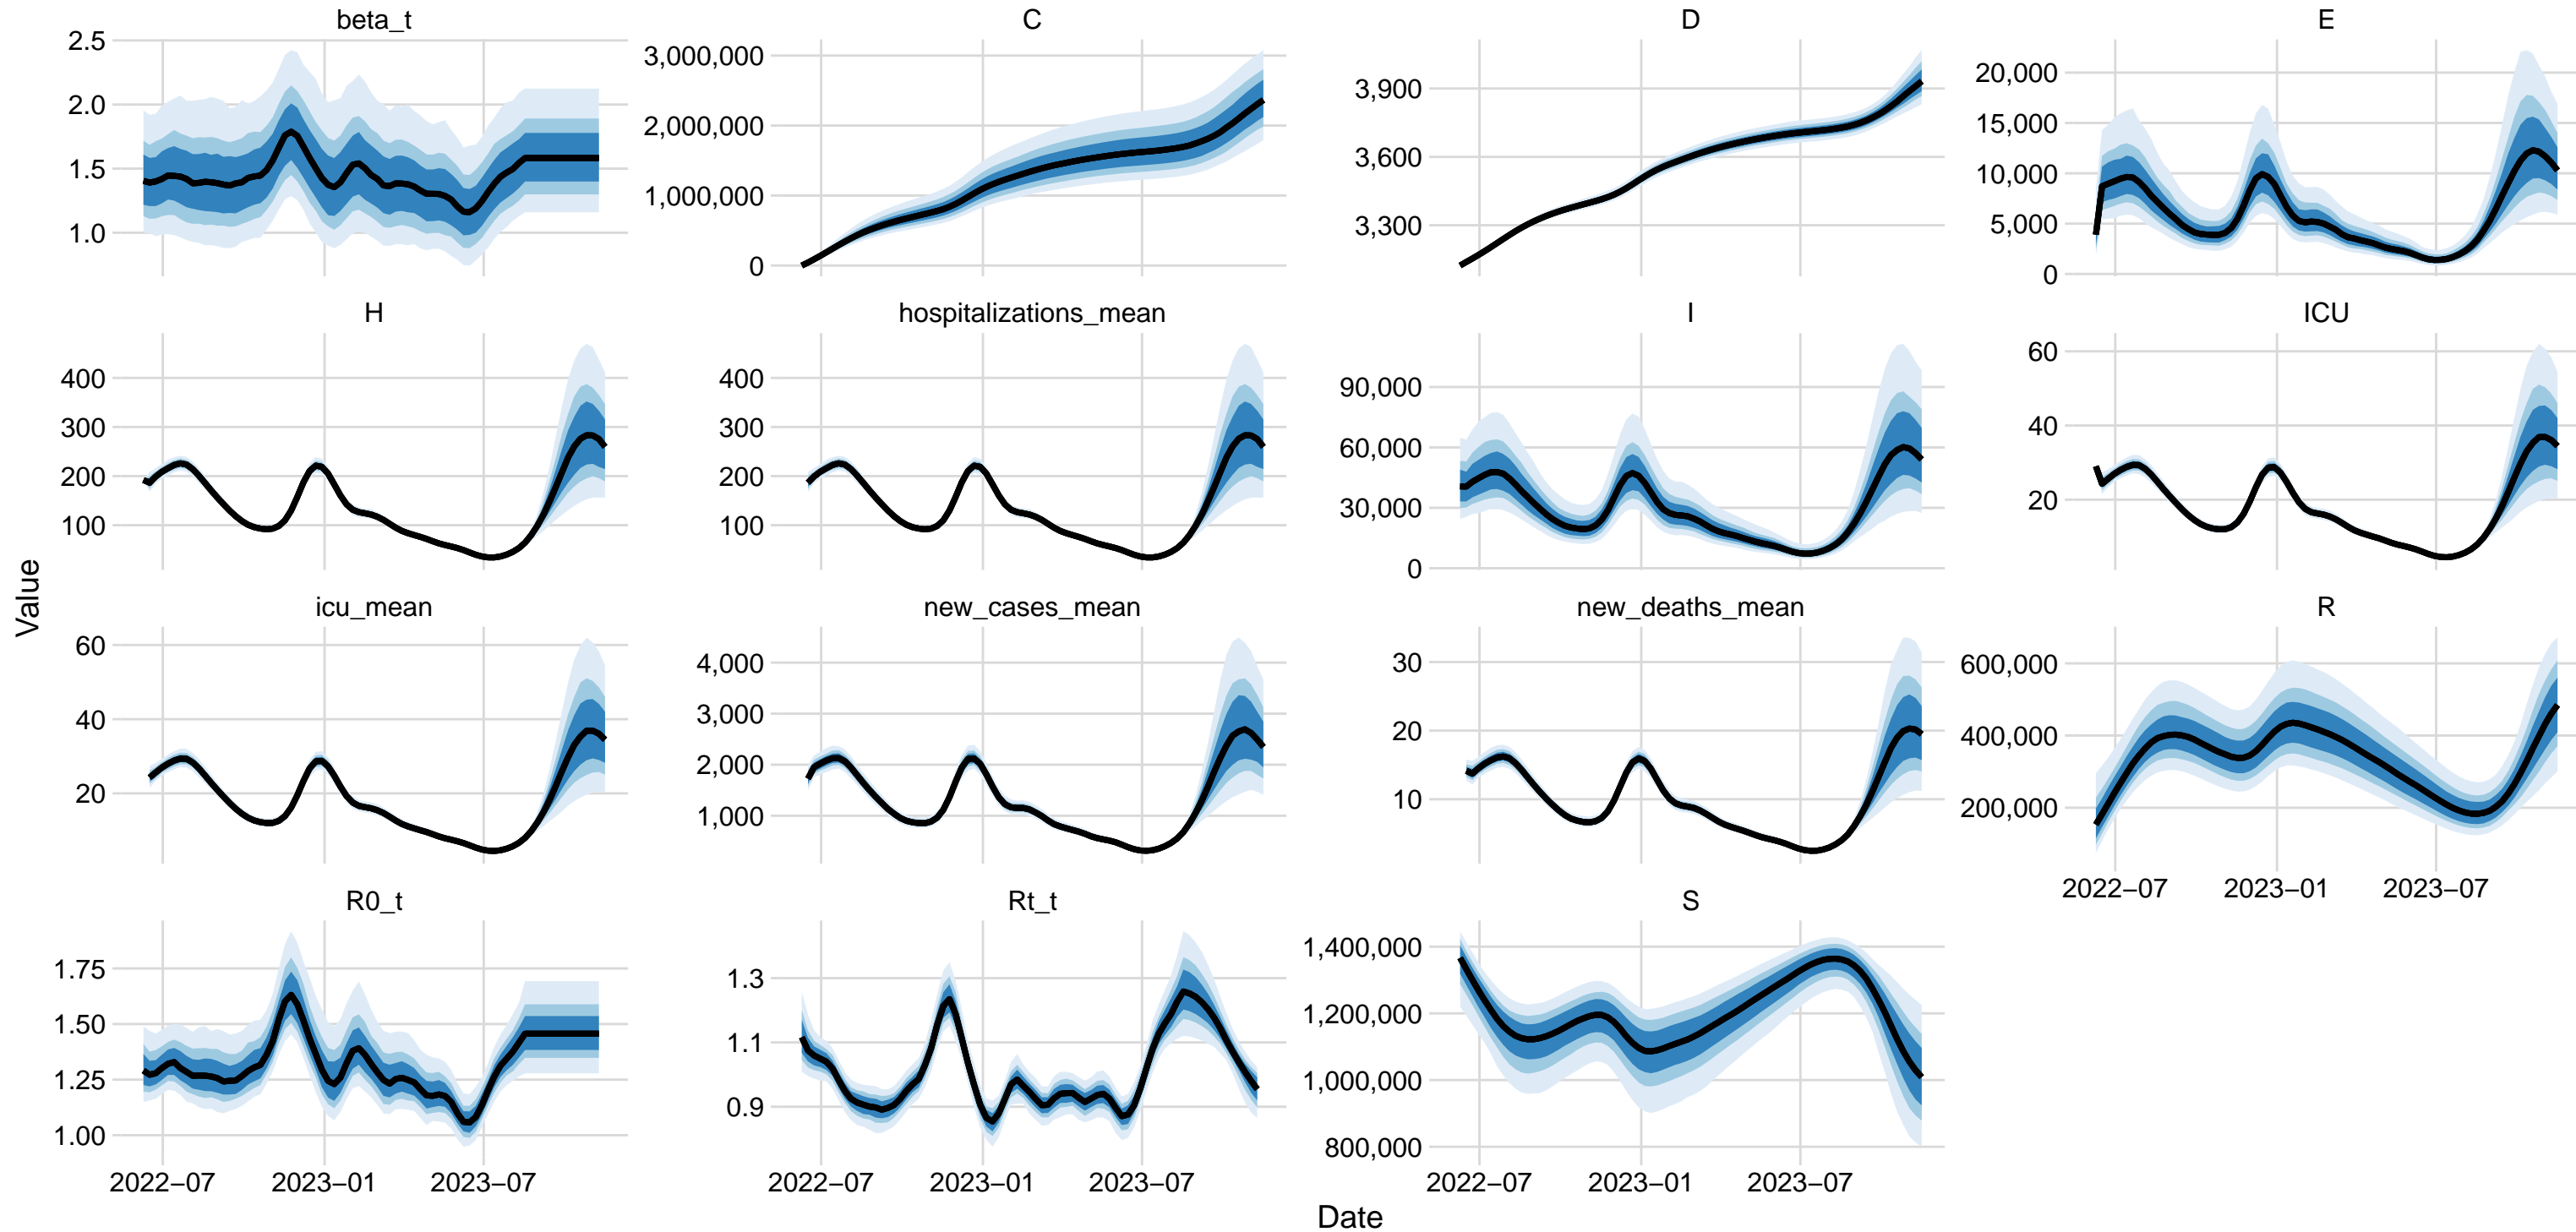 beta_t
2.5
2.0
1.5
1.0
C
3,000,000
2,000,000
1,000,000
0
D
3,900
3,600
3,300
E
20,000
15,000
10,000
5,000
0
H
400
300
200
100
hospitalizations_mean
400
300
200
100
I
90,000
60,000
30,000
0
ICU
60
40
20
Value
icu_mean
60
40
20
new_cases_mean
4,000
3,000
2,000
1,000
new_deaths_mean
30
20
10
R
600,000
400,000
200,000
2022−07 2023−01 2023−07
R0_t
1.75
1.50
1.25
1.00
2022−07 2023−01 2023−07
Rt_t
1.3
1.1
0.9
2022−07 2023−01 2023−07
S
1,400,000
1,200,000
1,000,000
800,000
2022−07 2023−01 2023−07
Date